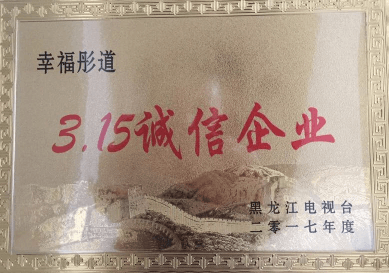 幸福彤道
3.15诚信企业
黑龙江电视台
二零一七年度